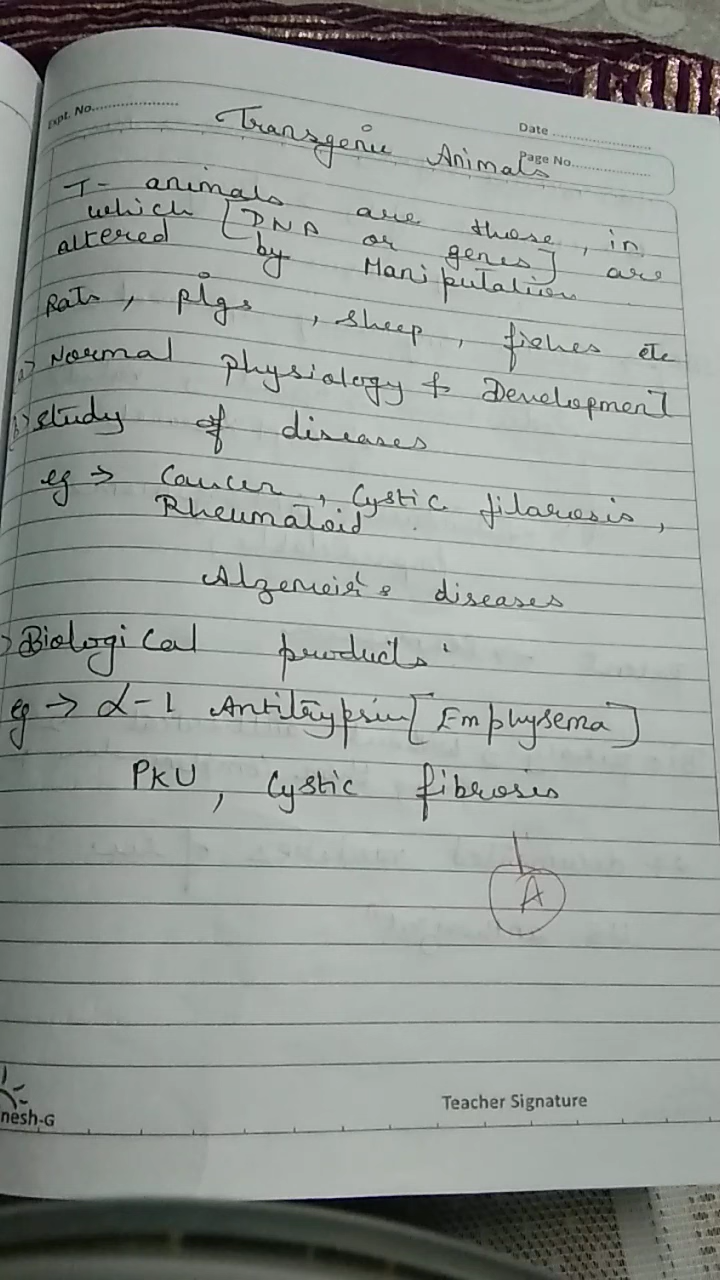 Expt. No.....................
Date ........................
Page No....................
Transgenic Animals
T- animals are those, in
which [DNA or genes] are
altered by Manipulation
Rats, pigs, sheep, fishes etc
a) Normal physiology & Development
b) Study of diseases
eg → Cancer, Cystic filarosis,
Rheumatoid
Alzemeir's diseases
Biological products
eg → α-1 Antitrypsin [Emphysema]
PKU, Cystic fibrosis
A
Teacher Signature
nesh-G